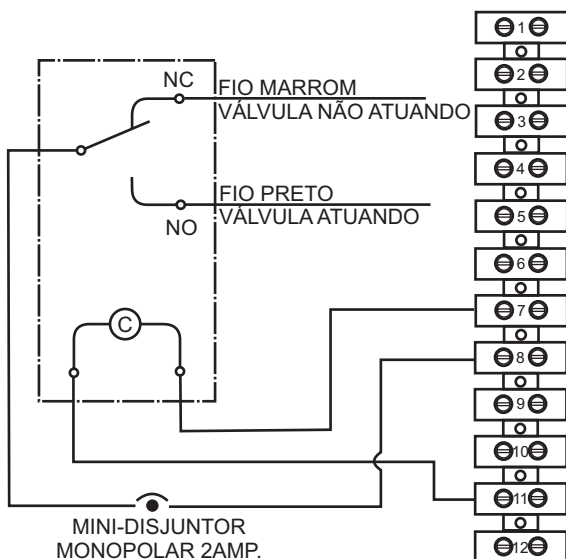 NC
FIO MARROM
VÁLVULA NÃO ATUANDO
FIO PRETO
VÁLVULA ATUANDO
NO
C
MINI-DISJUNTOR
MONOPOLAR 2AMP.
1
2
3
4
5
6
7
8
9
10
11
12